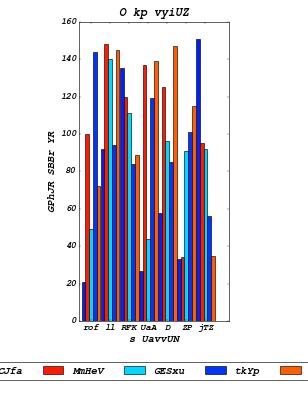 O kp vyiUZ
GPhJR SBBr YR
160
140
120
100
80
60
40
20
0
rof ll RFK UaA D ZP jTZ
s UavvUN
CJfa MmHeV GESxu tkYp